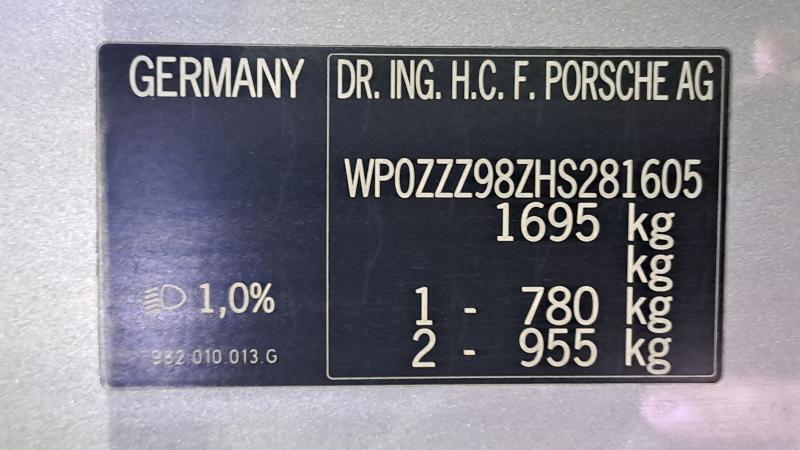 GERMANY
DR. ING. H.C. F. PORSCHE AG
WP0ZZZ98ZHS281605
1695 kg
kg
1 - 780 kg
2 - 955 kg
1,0%
982.010.013.G